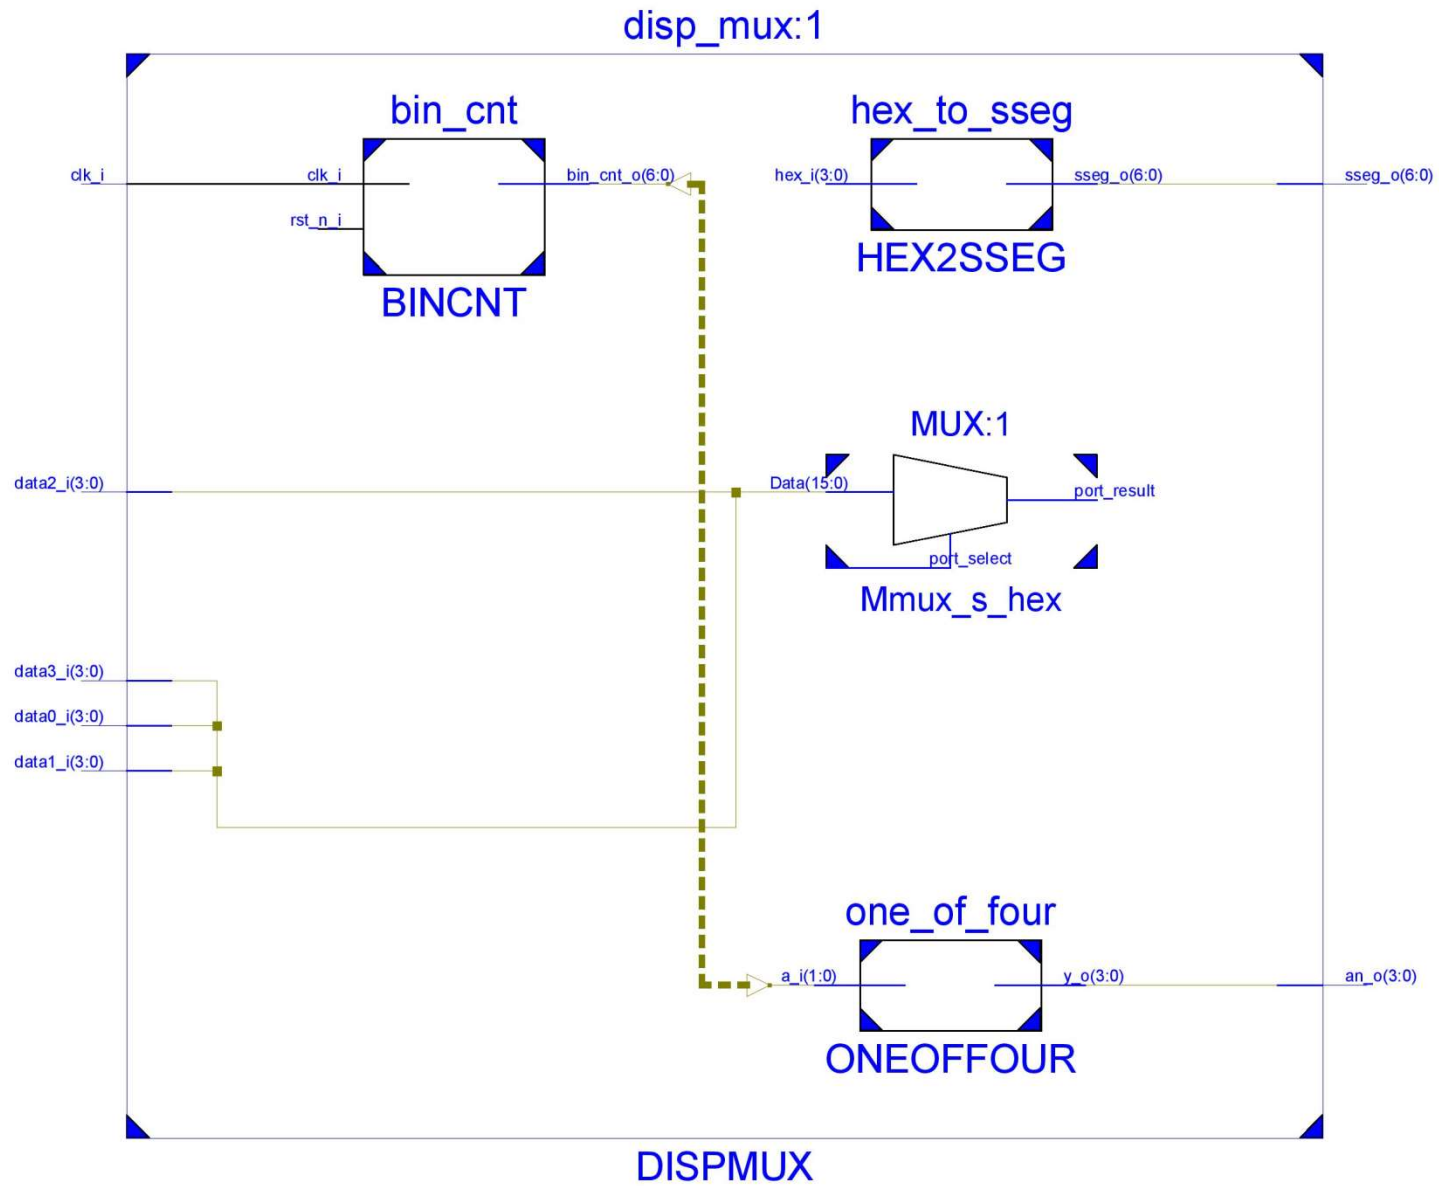 disp_mux:1
bin_cnt
hex_to_sseg
clk_i
clk_i
bin_cnt_o(6:0)
hex_i(3:0)
sseg_o(6:0)
sseg_o(6:0)
rst_n_i
HEX2SSEG
BINCNT
MUX:1
data2_i(3:0)
Data(15:0)
port_result
port_select
Mmux_s_hex
data3_i(3:0)
data0_i(3:0)
data1_i(3:0)
one_of_four
a_i(1:0)
y_o(3:0)
an_o(3:0)
ONEOFFOUR
DISPMUX